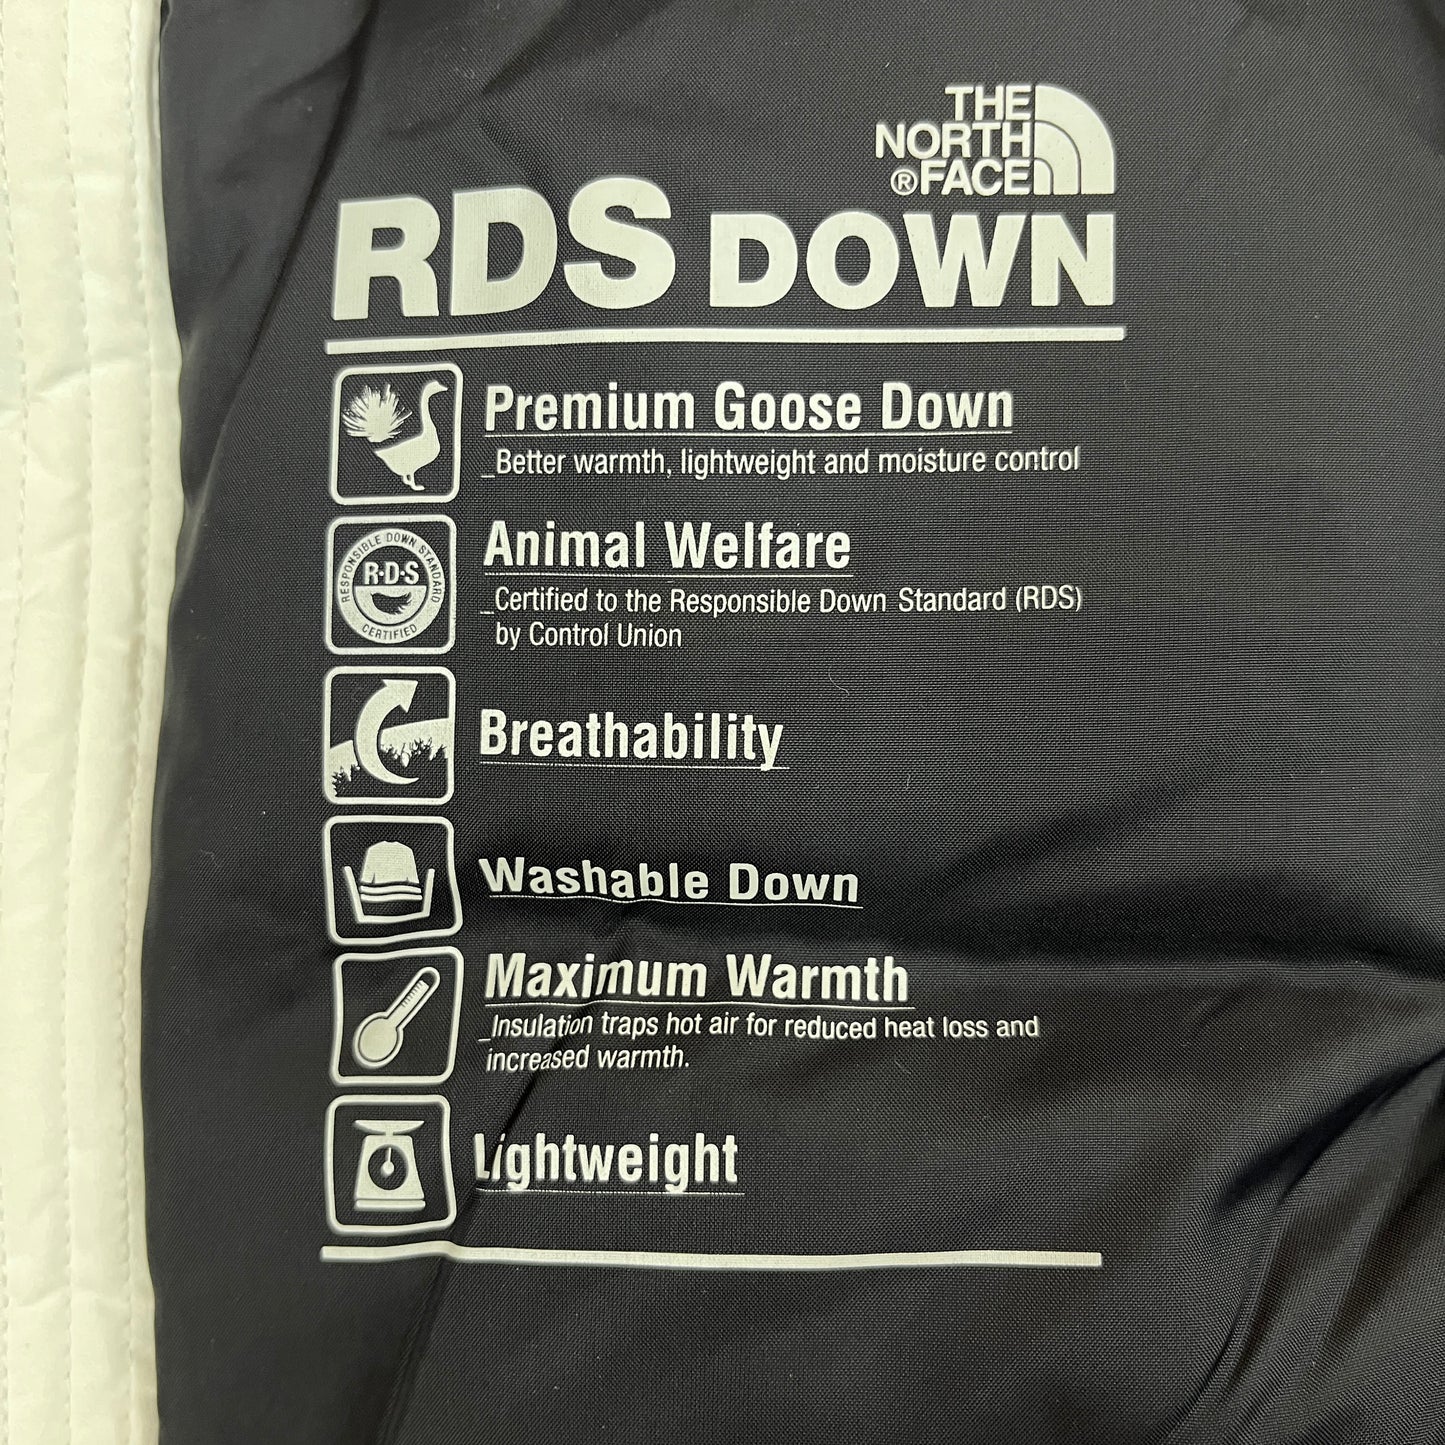 THE
NORTH
®FACE
RDS DOWN
Premium Goose Down
_Better warmth, lightweight and moisture control
RESPONSIBLE DOWN STANDARD
R·D·S
CERTIFIED
Animal Welfare
_Certified to the Responsible Down Standard (RDS)
by Control Union
Breathability
Washable Down
Maximum Warmth
_Insulation traps hot air for reduced heat loss and
increased warmth.
Lightweight